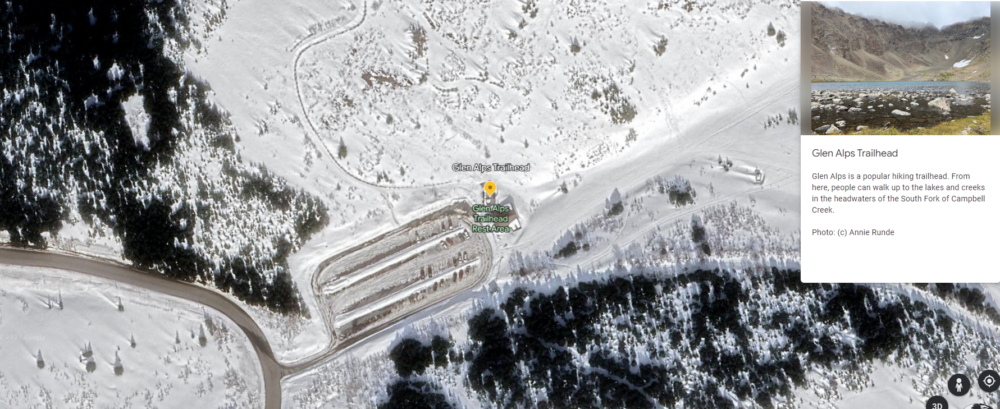 Glen Alps Trailhead
Glen Alps
Trailhead
Rest Area
Glen Alps Trailhead
Glen Alps is a popular hiking trailhead. From
here, people can walk up to the lakes and creeks
in the headwaters of the South Fork of Campbell
Creek.
Photo: (c) Annie Runde
3D